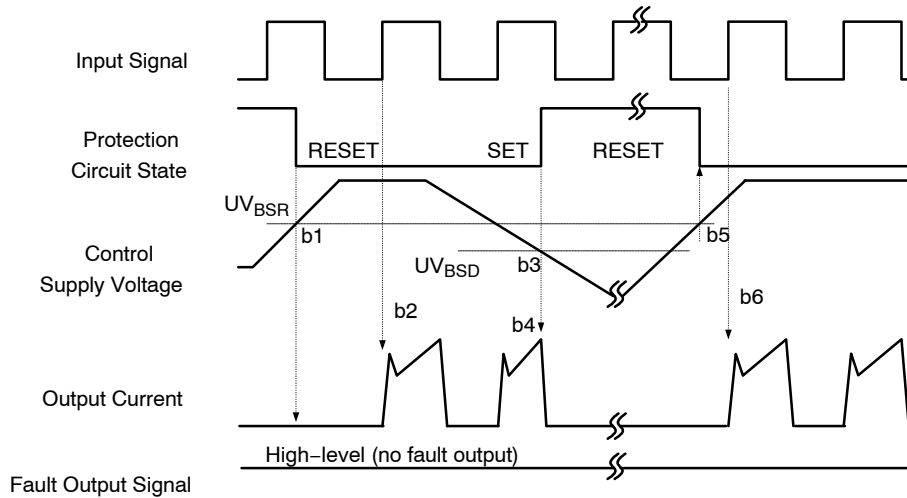 Input Signal
Protection
Circuit State
RESET
SET
RESET
UVBSR
b1
b5
Control
Supply Voltage
UVBSD
b3
b2
b4
b6
Output Current
High−level (no fault output)
Fault Output Signal